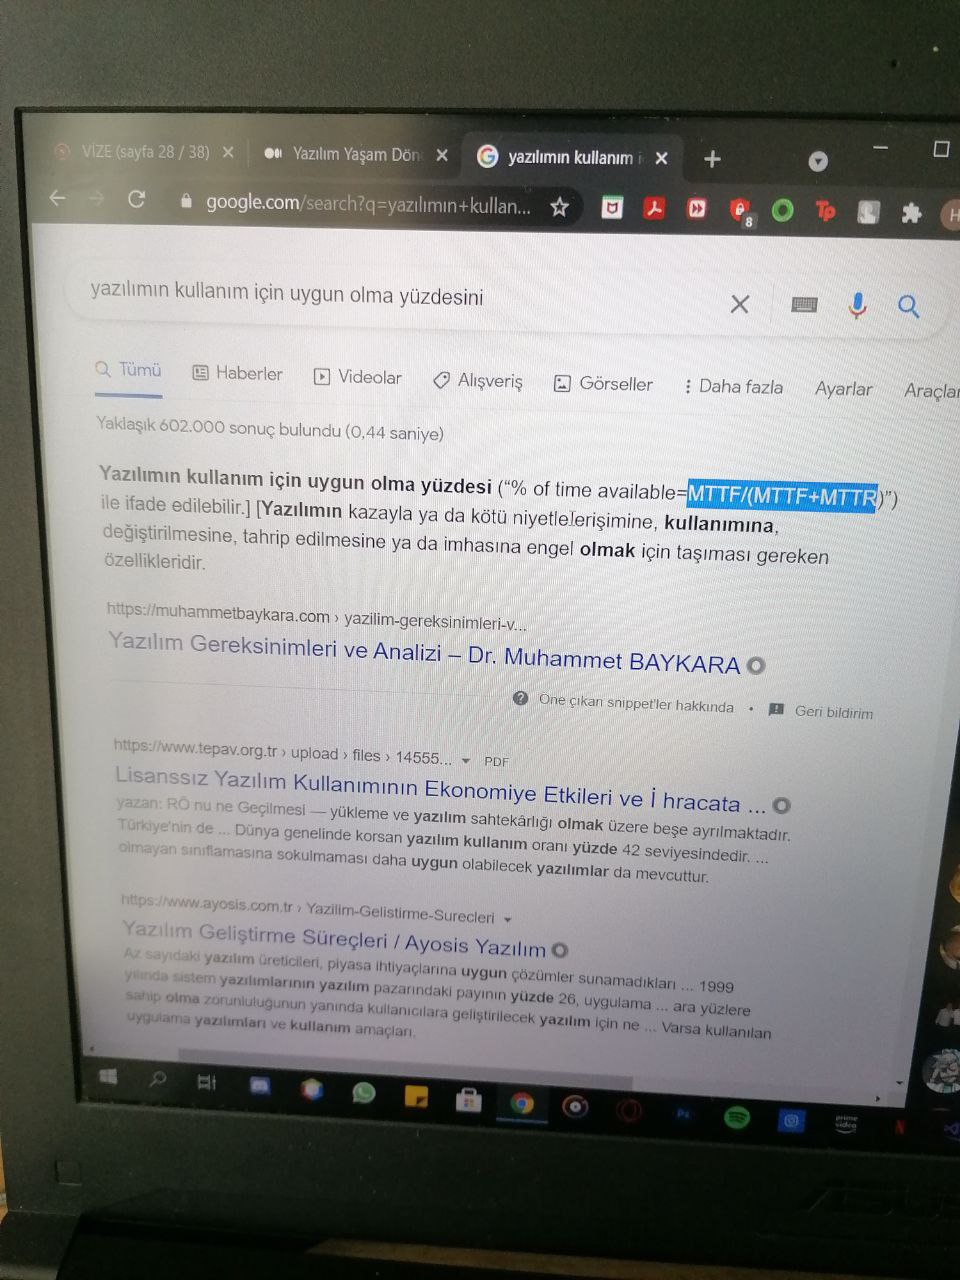 VİZE (sayfa 28 / 38)
Yazılım Yaşam Dön
yazılımın kullanım i
google.com/search?q=yazılımın+kullan...
8
Tp
H
yazılımın kullanım için uygun olma yüzdesini
Tümü
Haberler
Videolar
Alışveriş
Görseller
Daha fazla
Ayarlar
Araçlar
Yaklaşık 602.000 sonuç bulundu (0,44 saniye)
Yazılımın kullanım için uygun olma yüzdesi (“% of time available=MTTF/(MTTF+MTTR)”)
ile ifade edilebilir.] [Yazılımın kazayla ya da kötü niyetlelerişimine, kullanımına,
değiştirilmesine, tahrip edilmesine ya da imhasına engel olmak için taşıması gereken
özellikleridir.
https://muhammetbaykara.com › yazilim-gereksinimleri-v...
Yazılım Gereksinimleri ve Analizi – Dr. Muhammet BAYKARA
Öne çıkan snippet'ler hakkında
Geri bildirim
https://www.tepav.org.tr › upload › files › 14555...
PDF
Lisanssız Yazılım Kullanımının Ekonomiye Etkileri ve İ hracata ...
yazan: RÖ nu ne Geçilmesi — yükleme ve yazılım sahtekârlığı olmak üzere beşe ayrılmaktadır.
Türkiye'nin de ... Dünya genelinde korsan yazılım kullanım oranı yüzde 42 seviyesindedir. ...
olmayan sınıflamasına sokulmaması daha uygun olabilecek yazılımlar da mevcuttur.
https://www.ayosis.com.tr › Yazilim-Gelistirme-Surecleri
Yazılım Geliştirme Süreçleri / Ayosis Yazılım
Az sayıdaki yazılım üreticileri, piyasa ihtiyaçlarına uygun çözümler sunamadıkları ... 1999
yılında sistem yazılımlarının yazılım pazarındaki payının yüzde 26, uygulama ... ara yüzlere
sahip olma zorunluluğunun yanında kullanıcılara geliştirilecek yazılım için ne ... Varsa kullanılan
uygulama yazılımları ve kullanım amaçları.
Ps
prime
video
N
ASUS